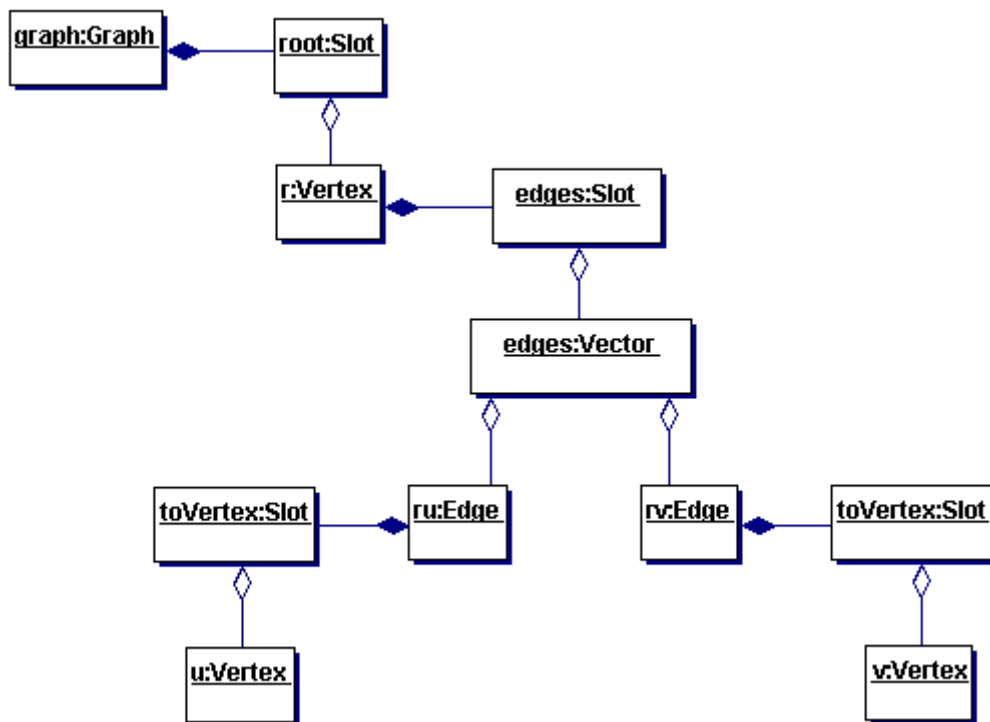 graph:Graph
root:Slot
r:Vertex
edges:Slot
edges:Vector
toVertex:Slot
ru:Edge
rv:Edge
toVertex:Slot
u:Vertex
v:Vertex